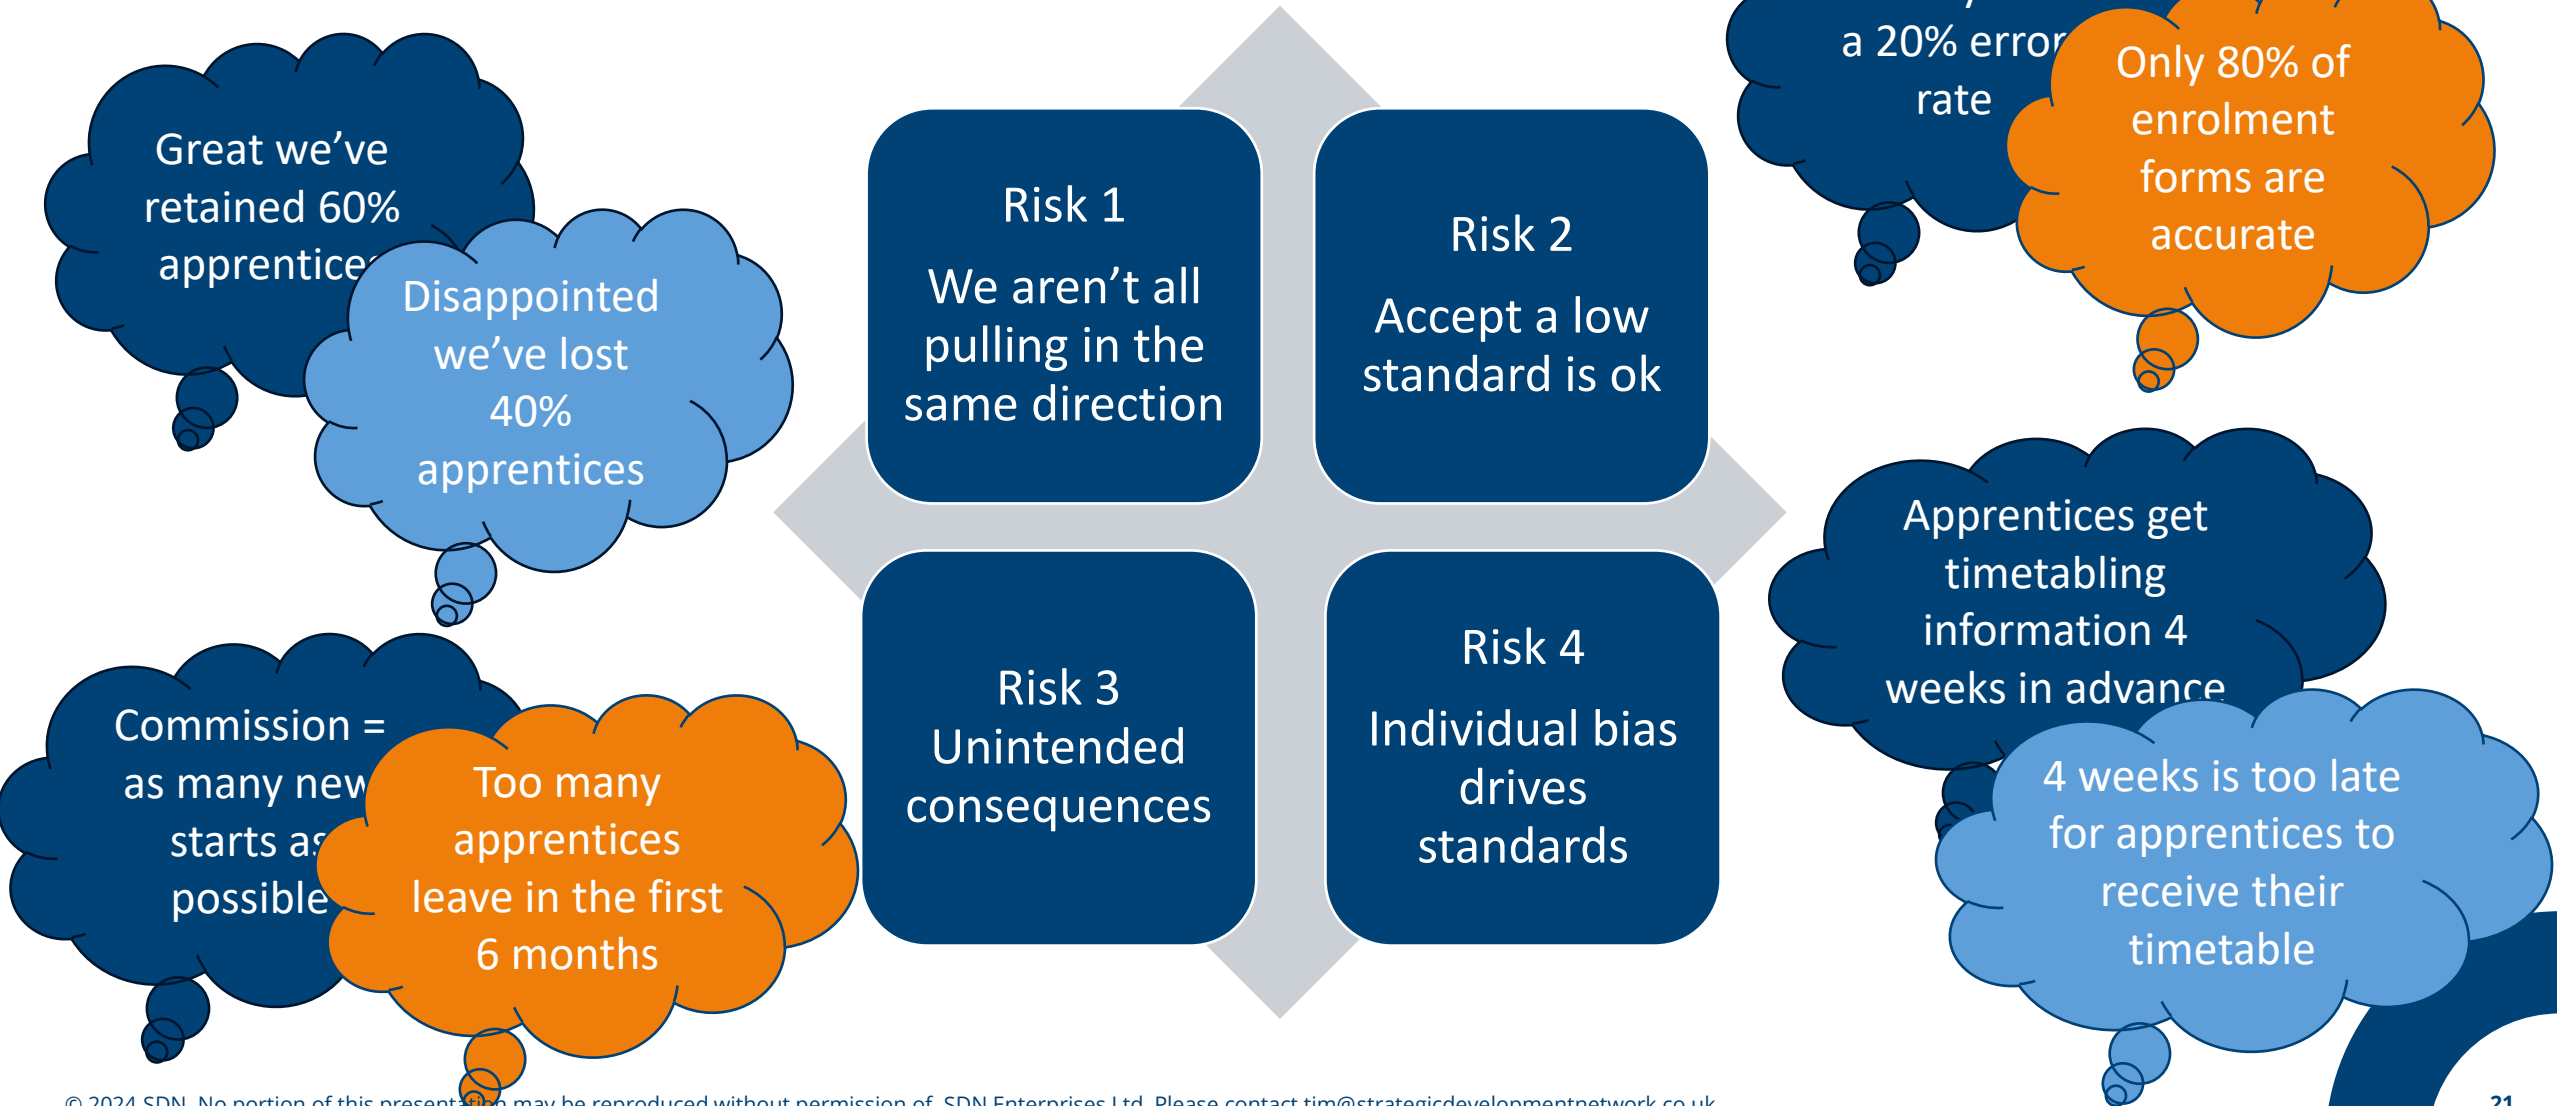 Great we’ve
retained 60%
apprentices
Disappointed
we’ve lost
40%
apprentices
Risk 1
We aren’t all
pulling in the
same direction
Risk 2
Accept a low
standard is ok
a 20% error
rate
Only 80% of
enrolment
forms are
accurate
Commission =
as many new
starts as
possible
Too many
apprentices
leave in the first
6 months
Risk 3
Unintended
consequences
Risk 4
Individual bias
drives
standards
Apprentices get
timetabling
information 4
weeks in advance
4 weeks is too late
for apprentices to
receive their
timetable
© 2024 SDN. No portion of this presentation may be reproduced without permission of SDN Enterprises Ltd. Please contact tim@strategicdevelopmentnetwork.co.uk
21